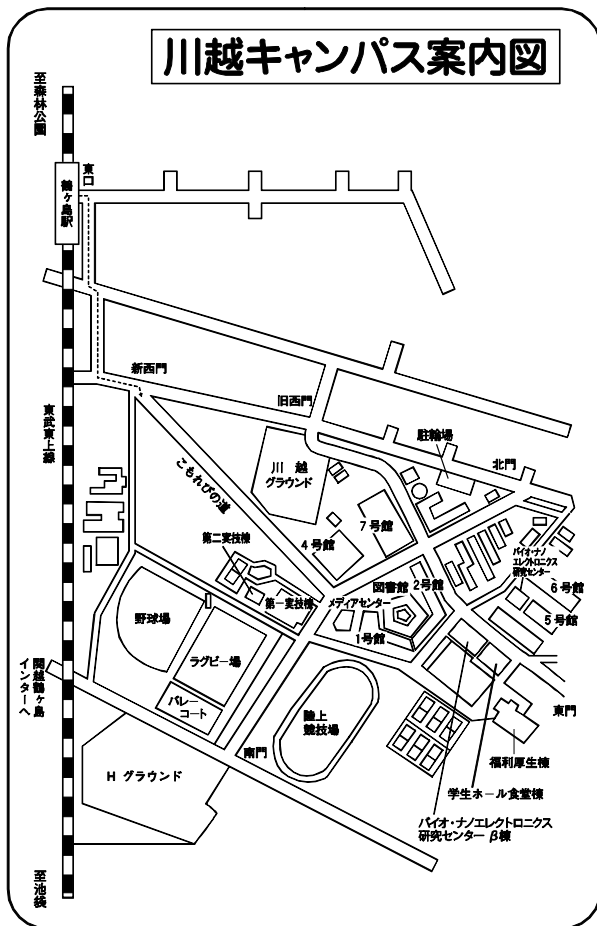 川越キャンパス案内図
至森林公園
東口
鶴ヶ島駅
新西門
旧西門
東武東上線
駐輪場
北門
川越
グラウンド
こもれびの道
7号館
4号館
第二実技棟
バイオ・ナノ
エレクトロニクス
研究センター
図書館
2号館
6号館
メディアセンター
第一実技棟
5号館
野球場
1号館
ラグビー場
関越鶴ヶ島
インターへ
バレー
コート
陸上
競技場
東門
南門
福利厚生棟
H グラウンド
学生ホール食堂棟
バイオ・ナノエレクトロニクス
研究センター β棟
至池袋